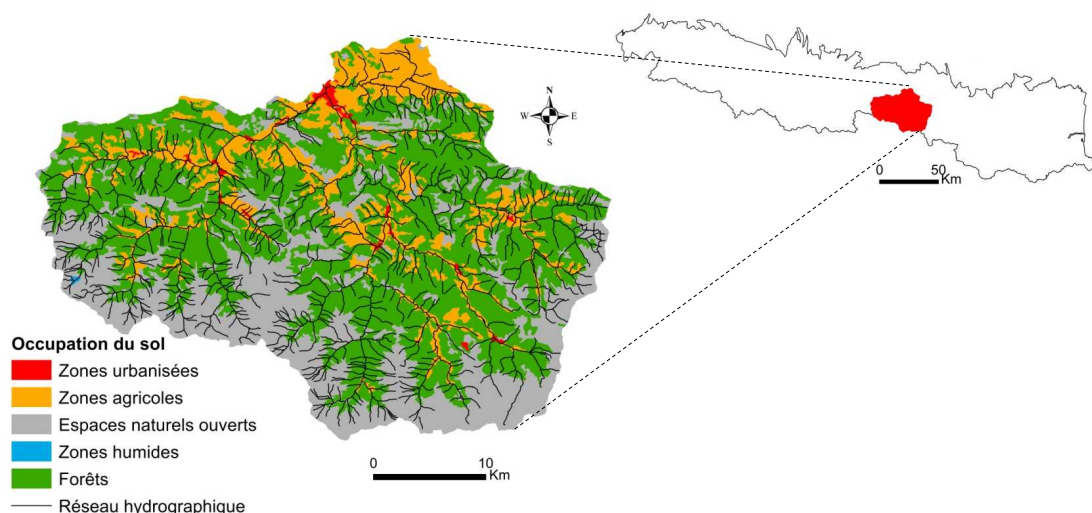 N
W
E
S
0
50
Km
Occupation du sol
Zones urbanisées
Zones agricoles
Espaces naturels ouverts
Zones humides
Forêts
Réseau hydrographique
0
10
Km